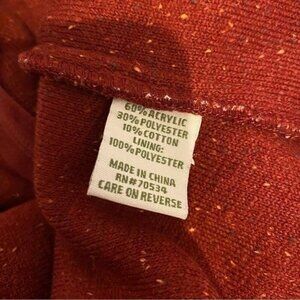 60% ACRYLIC
30% POLYESTER
10% COTTON
LINING:
100% POLYESTER
MADE IN CHINA
RN#70534
CARE ON REVERSE